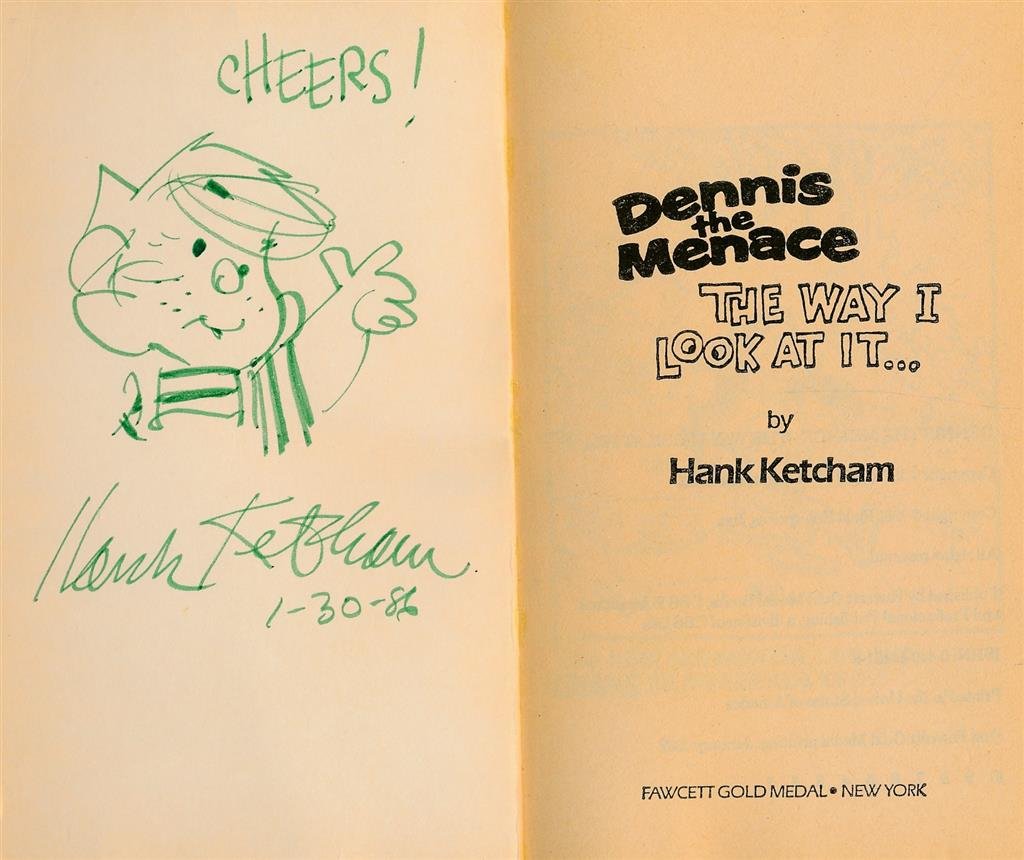 CHEERS!
Hank Ketcham
1-30-86
Dennis
the
Menace
THE WAY I
LOOK AT IT...
by
Hank Ketcham
FAWCETT GOLD MEDAL • NEW YORK